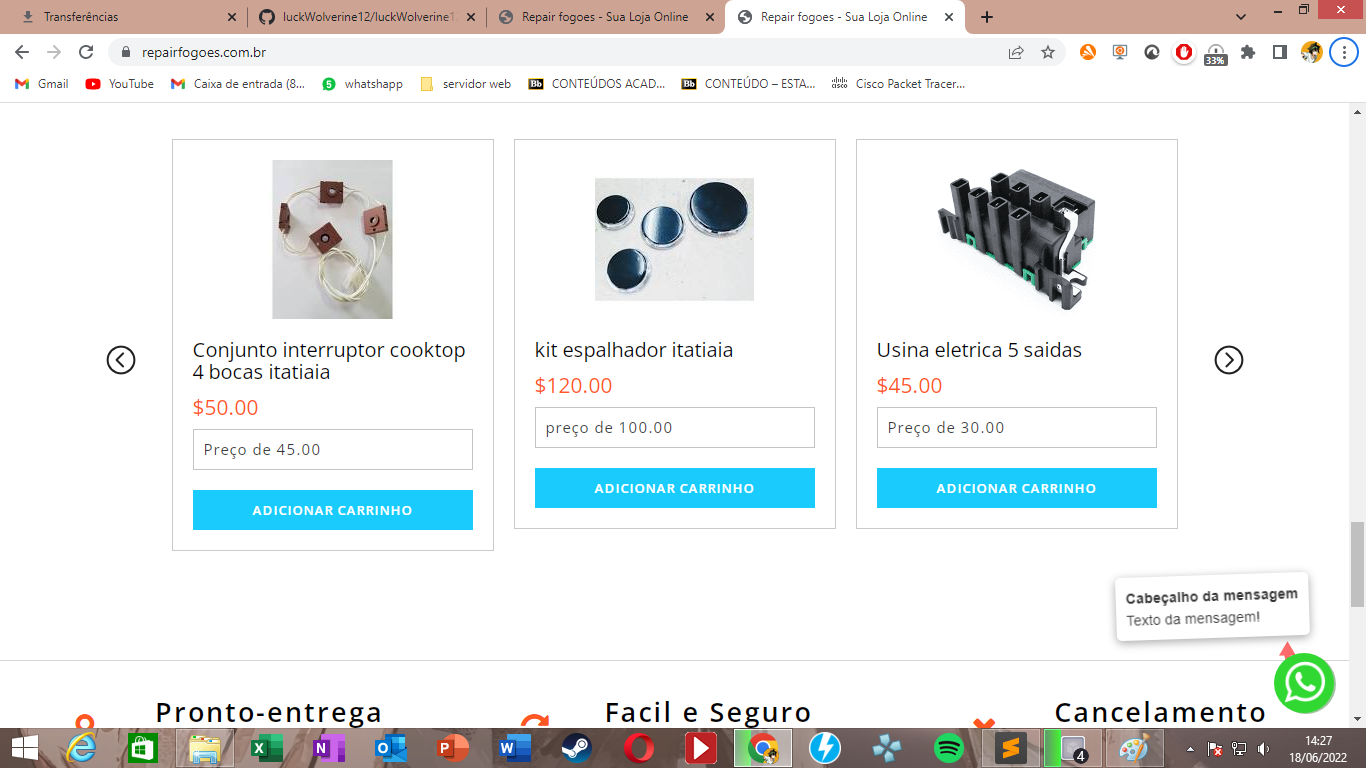 Transferências
luckWolverine12/luckWolverine1
Repair fogoes - Sua Loja Online
Repair fogoes - Sua Loja Online
repairfogoes.com.br
33%
Gmail
YouTube
Caixa de entrada (8...
5
whatshapp
servidor web
Bb
CONTEÚDOS ACAD...
Bb
CONTEÚDO – ESTA...
Cisco Packet Tracer...
Conjunto interruptor cooktop
4 bocas itatiaia
$50.00
Preço de 45.00
ADICIONAR CARRINHO
kit espalhador itatiaia
$120.00
preço de 100.00
ADICIONAR CARRINHO
Usina eletrica 5 saidas
$45.00
Preço de 30.00
ADICIONAR CARRINHO
Cabeçalho da mensagem
Texto da mensagem!
Pronto-entrega
Facil e Seguro
Cancelamento
4
14:27
18/06/2022